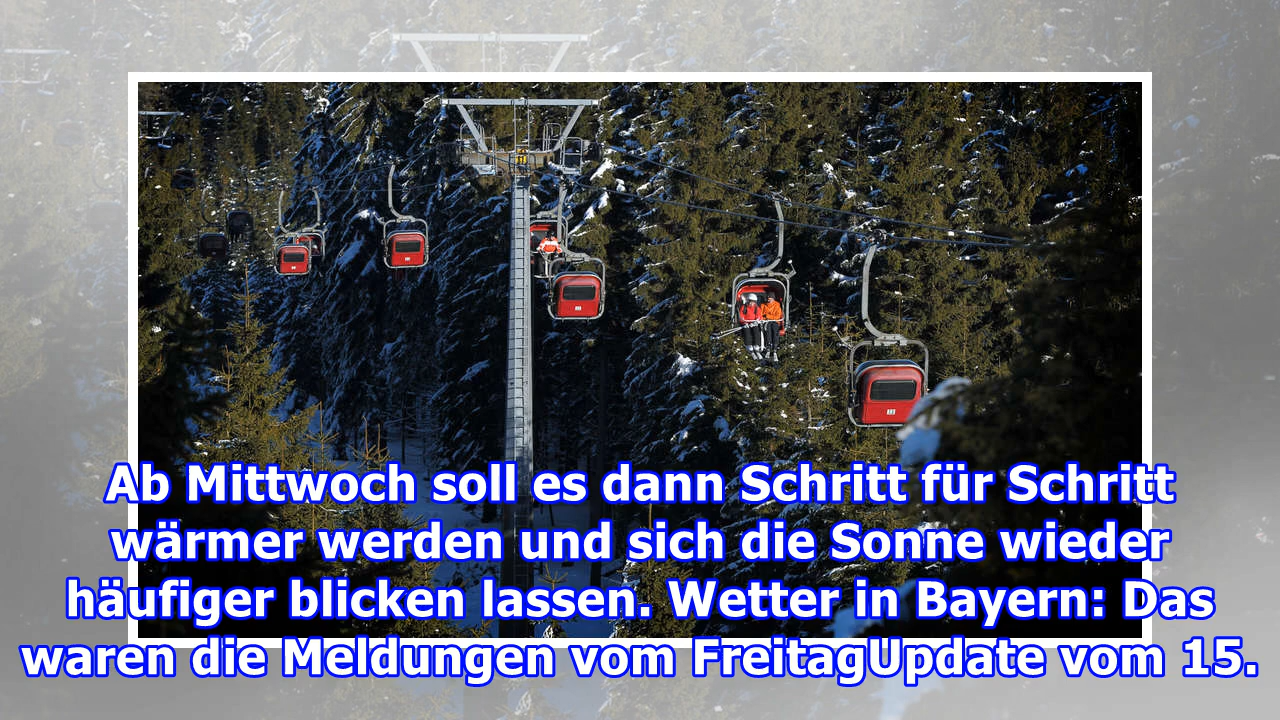 Ab Mittwoch soll es dann Schritt für Schritt
wärmer werden und sich die Sonne wieder
häufiger blicken lassen. Wetter in Bayern: Das
waren die Meldungen vom FreitagUpdate vom 15.